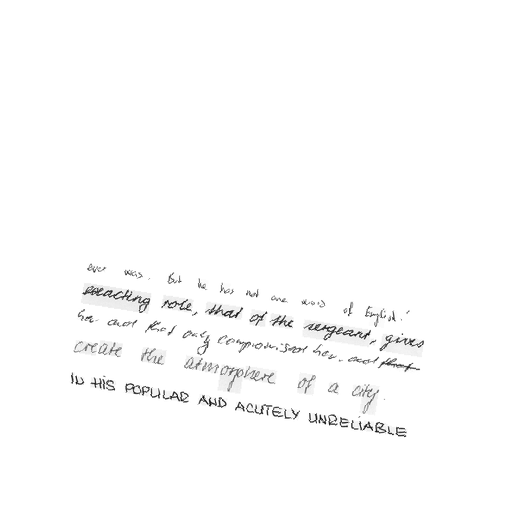 ever was. But he has not one word of English.'
exacting role, that of the sergeant, gives
her and that only compromised her. and that
create the atmosphere of a city.
IN HIS POPULAR AND ACUTELY UNRELIABLE